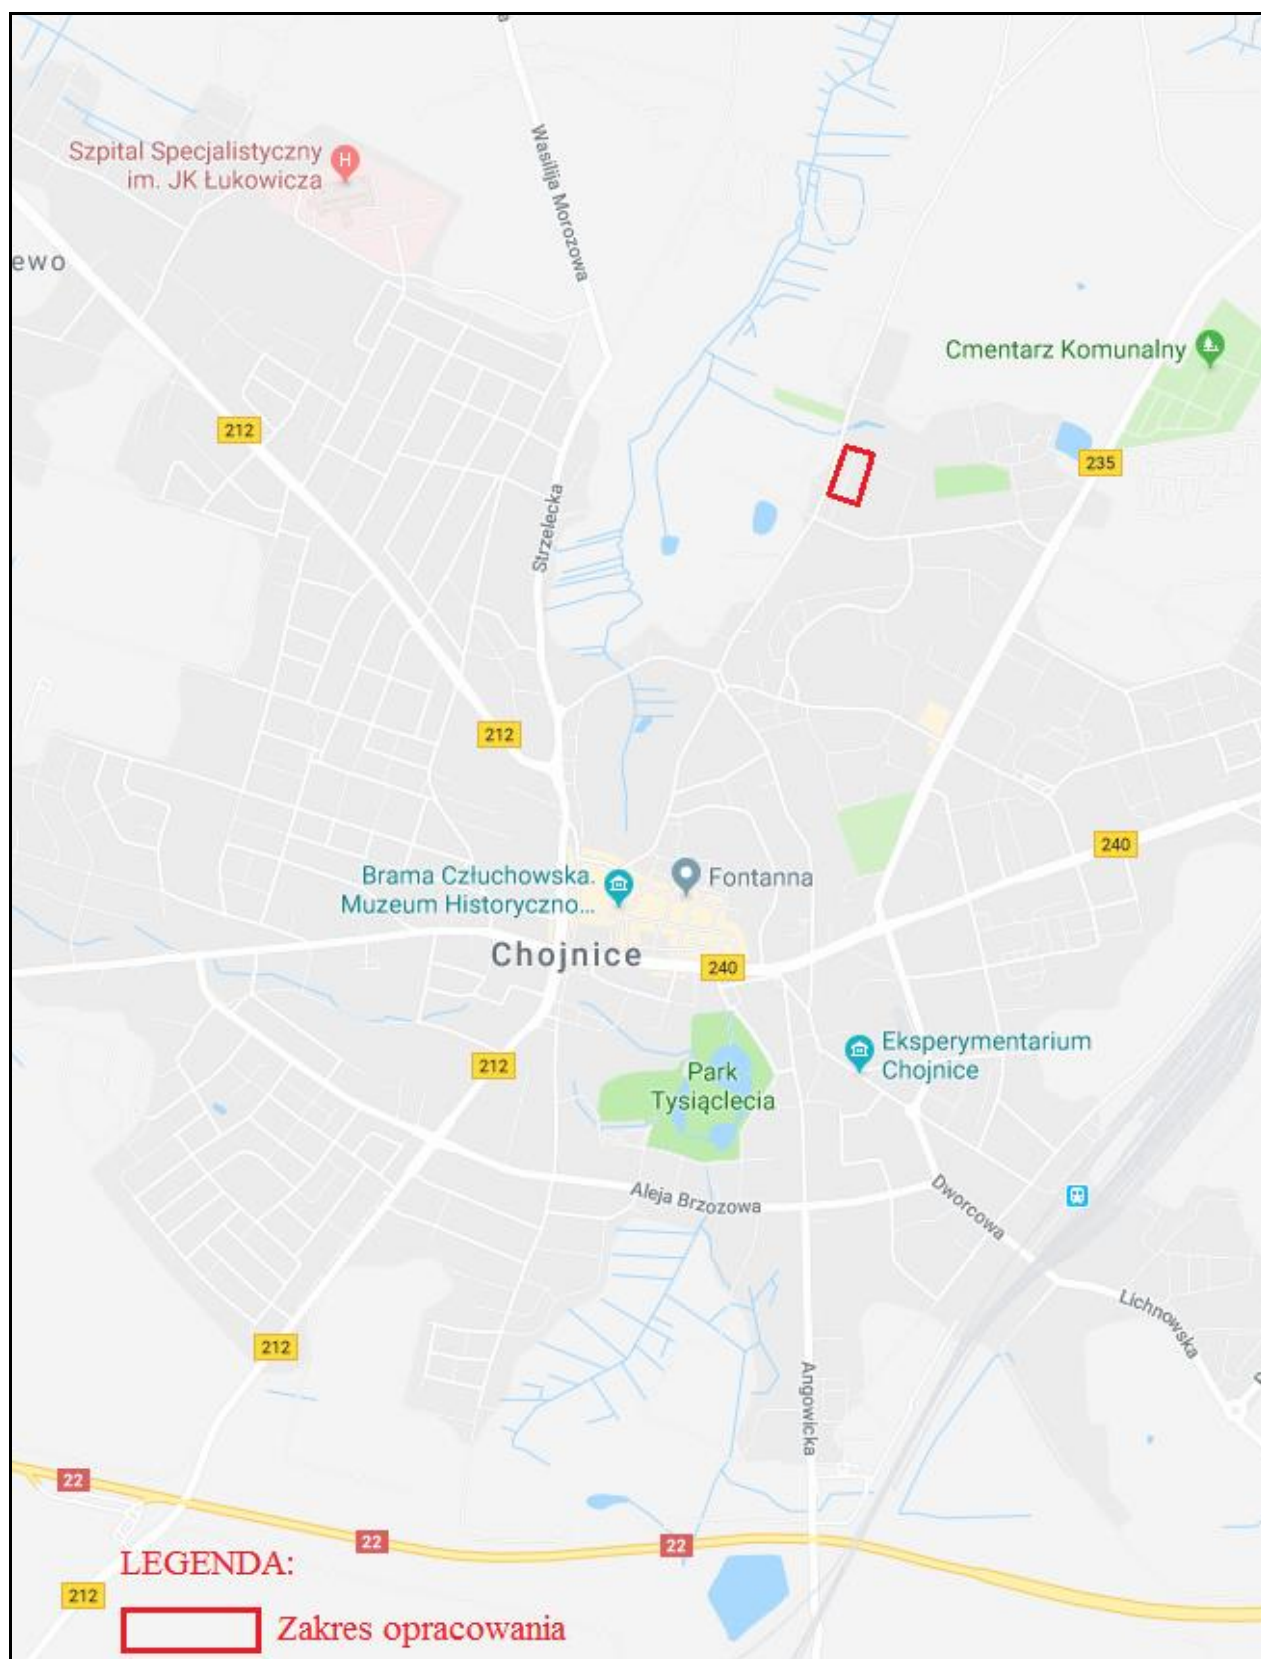 Wasilija Morozowa
Szpital Specjalistyczny
im. JK Łukowicza
H
ewo
Cmentarz Komunalny
212
235
Strzelecka
212
240
Brama Człuchowska.
Muzeum Historyczno...
Fontanna
Chojnice
240
Eksperymentarium
Chojnice
212
Park
Tysiąclecia
Aleja Brzozowa
Dworcowa
Lichnowska
212
Angowicka
22
22
22
LEGENDA:
212
Zakres opracowania